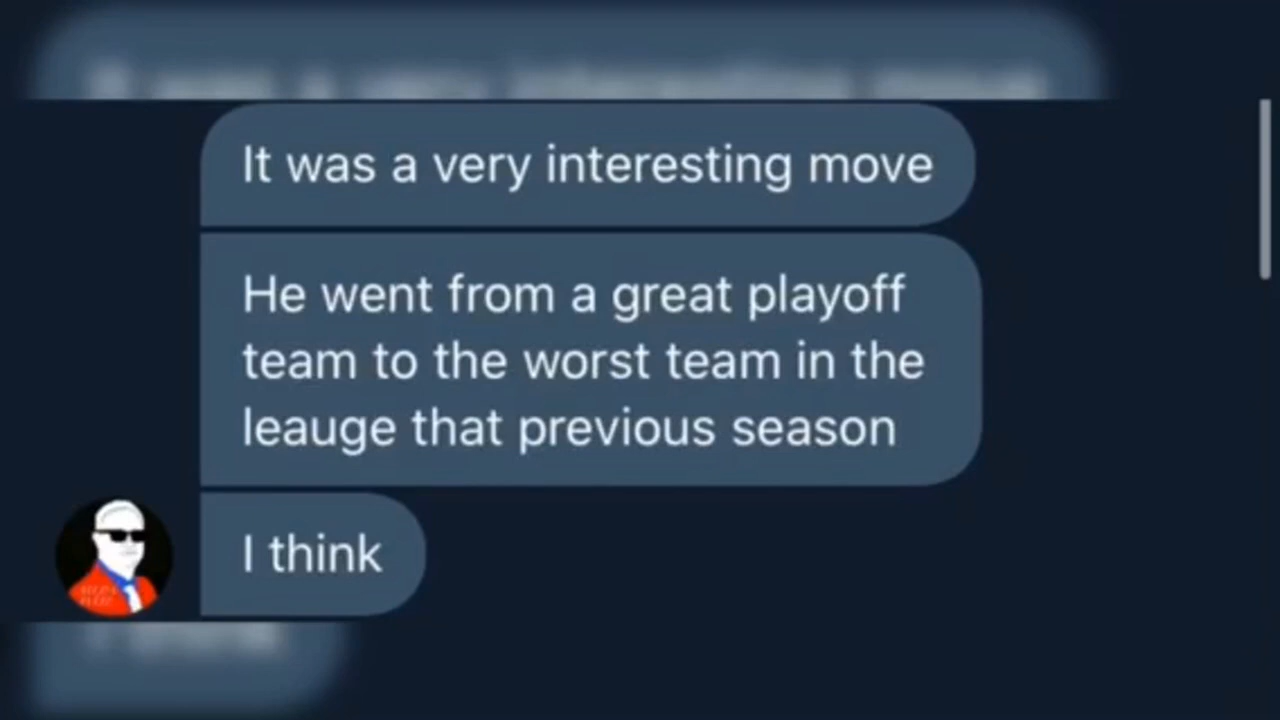 It was a very interesting move
He went from a great playoff
team to the worst team in the
leauge that previous season
I think